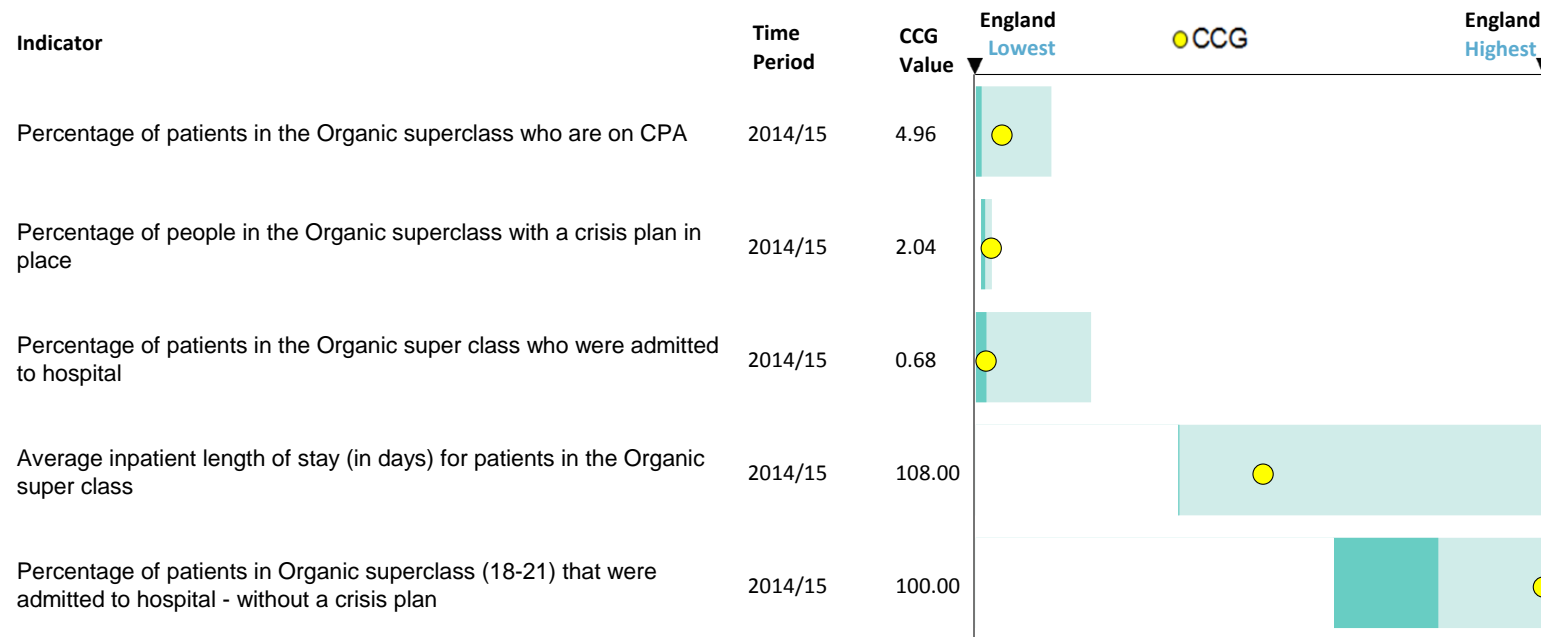 Indicator
Time
Period
CCG
Value
England
Lowest
CCG
England
Highest
Percentage of patients in the Organic superclass who are on CPA
2014/15
4.96
Percentage of people in the Organic superclass with a crisis plan in
place
2014/15
2.04
Percentage of patients in the Organic super class who were admitted
to hospital
2014/15
0.68
Average inpatient length of stay (in days) for patients in the Organic
super class
2014/15
108.00
Percentage of patients in Organic superclass (18-21) that were
admitted to hospital - without a crisis plan
2014/15
100.00